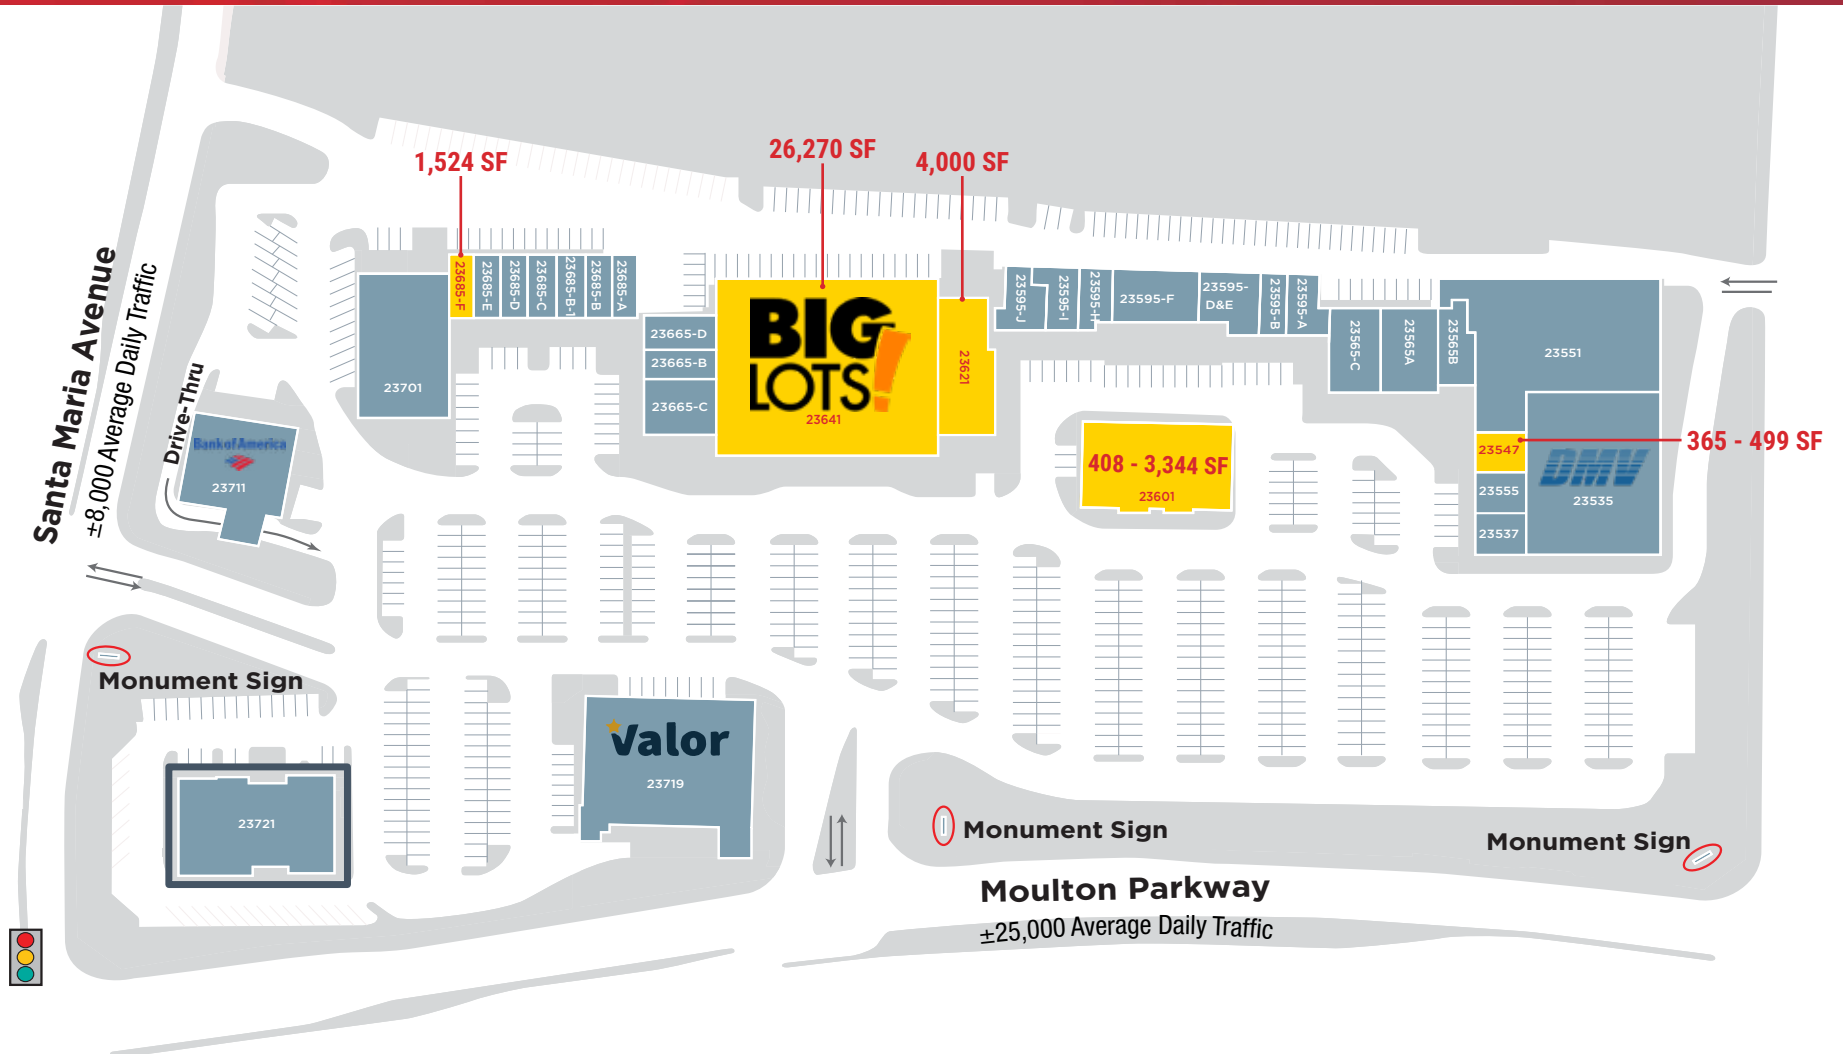 1,524 SF
26,270 SF
4,000 SF
Santa Maria Avenue
±8,000 Average Daily Traffic
Drive-Thru
Bank of America
23711
23701
23685-F
23685-E
23685-D
23685-C
23685-B-1
23685-B
23685-A
23665-D
23665-B
23665-C
BIG
LOTS!
23641
23621
23595-J
23595-I
23595-H
23595-F
23595-
D&E
23595-B
23595-A
23565-C
23565A
23565B
23551
408 - 3,344 SF
23601
23547
365 - 499 SF
23555
23537
DMV
23535
Monument Sign
23721
Valor
23719
Monument Sign
Monument Sign
Moulton Parkway
±25,000 Average Daily Traffic